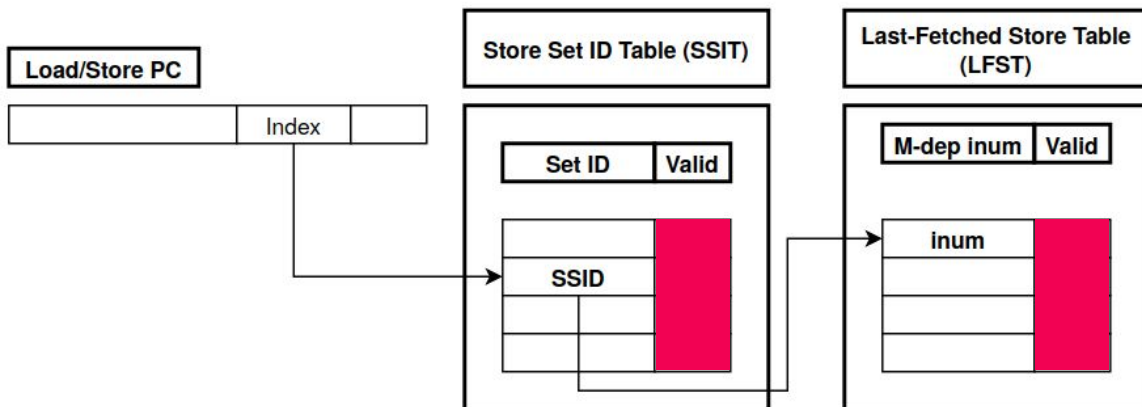 Load/Store PC
Index
Store Set ID Table (SSIT)
Set ID Valid
SSID
Last-Fetched Store Table
(LFST)
M-dep inum Valid
inum